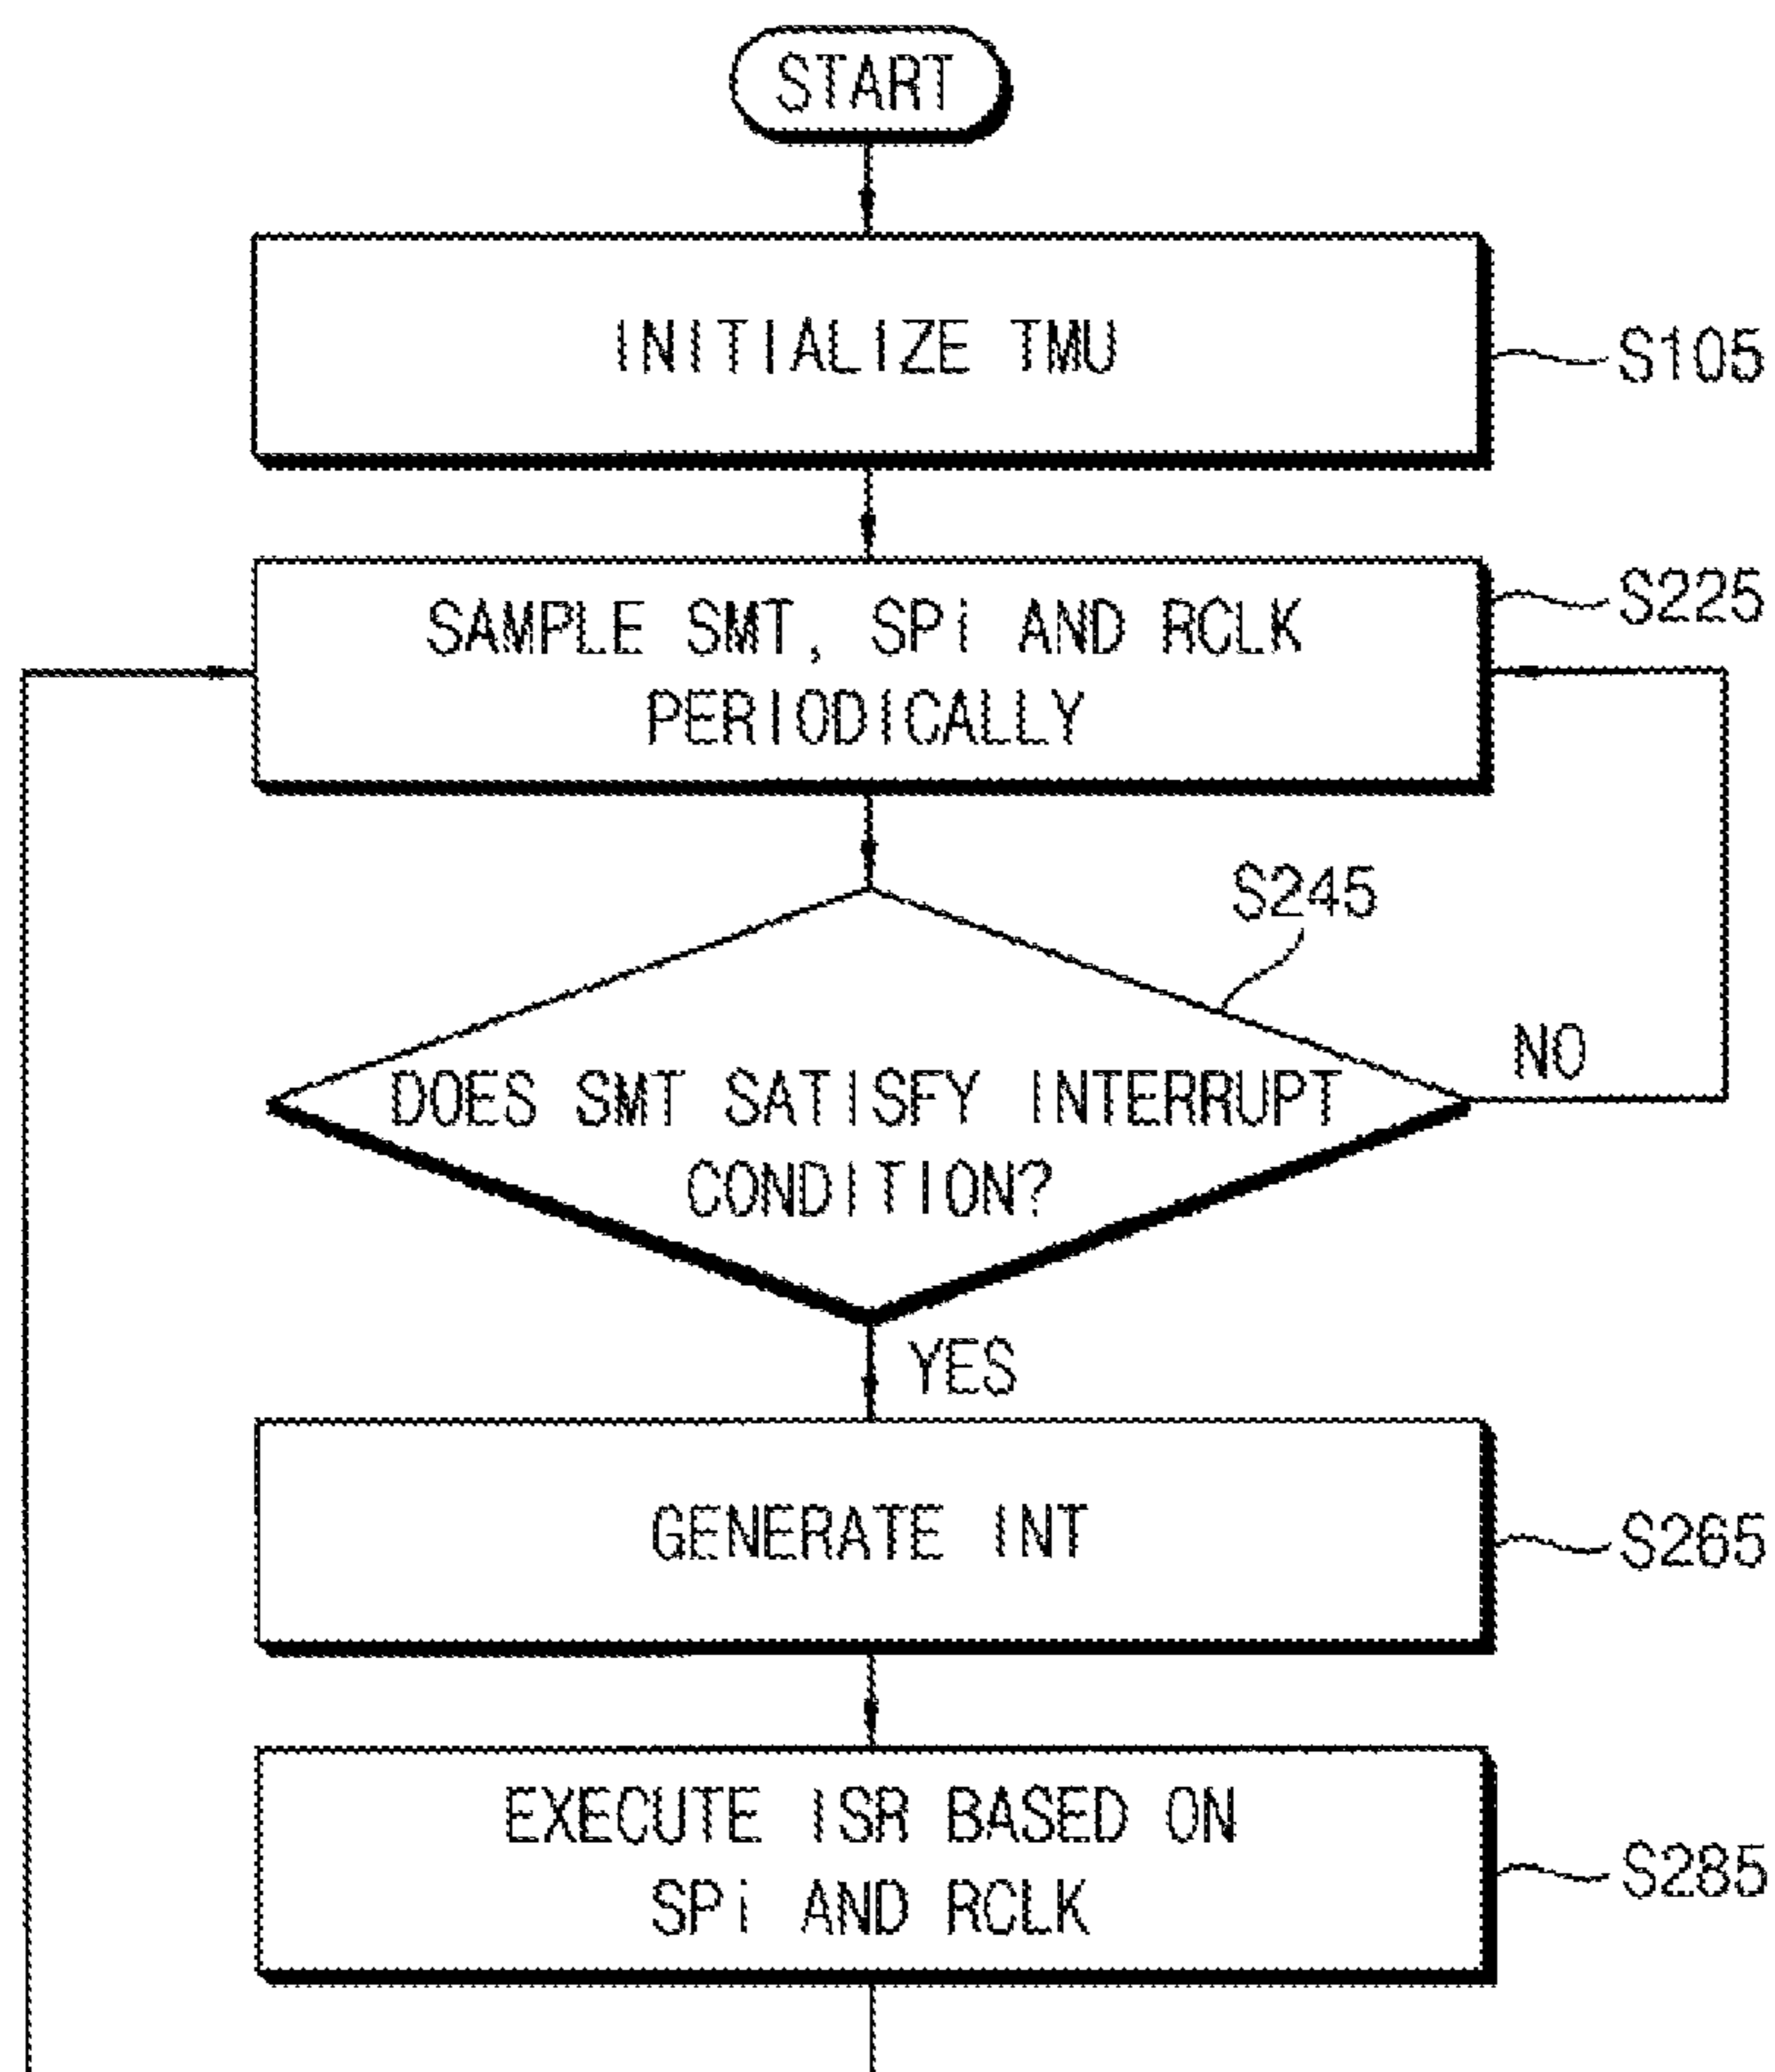 START
INITIALIZE TMU
S105
SAMPLE SMT, SPi AND RCLK
PERIODICALLY
S225
S245
DOES SMT SATISFY INTERRUPT
CONDITION?
NO
YES
GENERATE INT
S265
EXECUTE ISR BASED ON
SPi AND RCLK
S285